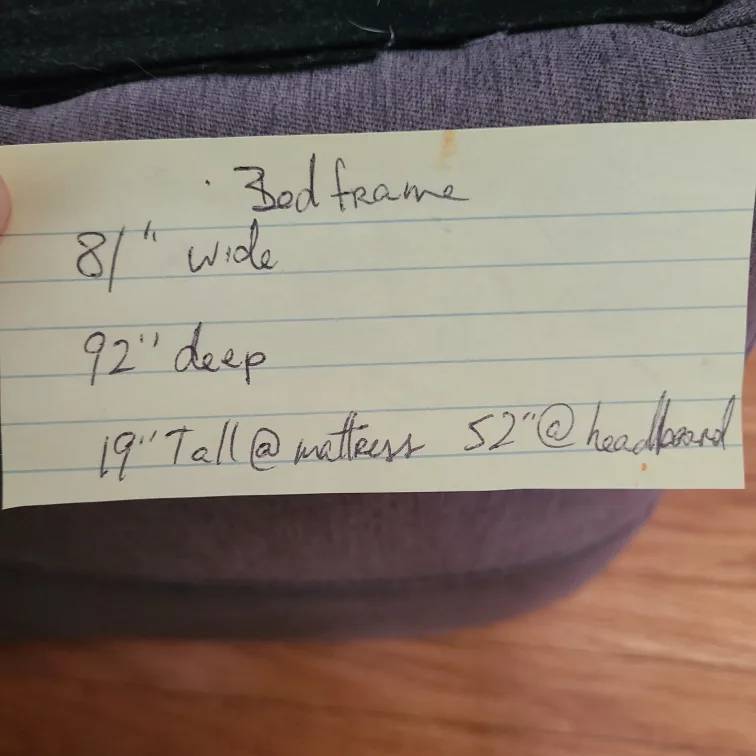 Bed frame
81" wide
92" deep
19" Tall @ mattress 52" @ headboard